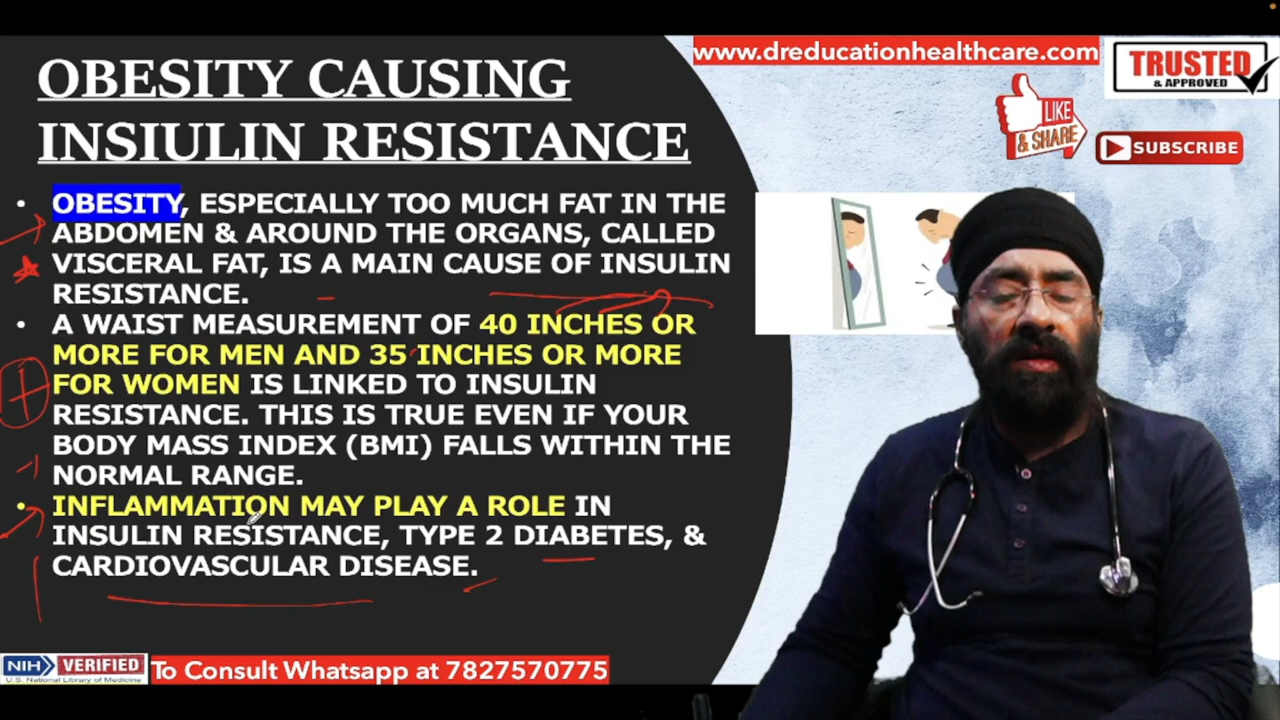 OBESITY CAUSING
INSIULIN RESISTANCE
www.dreducationhealthcare.com
TRUSTED
& APPROVED
LIKE
& SHARE
SUBSCRIBE
• OBESITY, ESPECIALLY TOO MUCH FAT IN THE
ABDOMEN & AROUND THE ORGANS, CALLED
VISCERAL FAT, IS A MAIN CAUSE OF INSULIN
RESISTANCE.
• A WAIST MEASUREMENT OF 40 INCHES OR
MORE FOR MEN AND 35 INCHES OR MORE
FOR WOMEN IS LINKED TO INSULIN
RESISTANCE. THIS IS TRUE EVEN IF YOUR
BODY MASS INDEX (BMI) FALLS WITHIN THE
NORMAL RANGE.
• INFLAMMATION MAY PLAY A ROLE IN
INSULIN RESISTANCE, TYPE 2 DIABETES, &
CARDIOVASCULAR DISEASE.
NIH VERIFIED
U.S. National Library of Medicine
To Consult Whatsapp at 7827570775